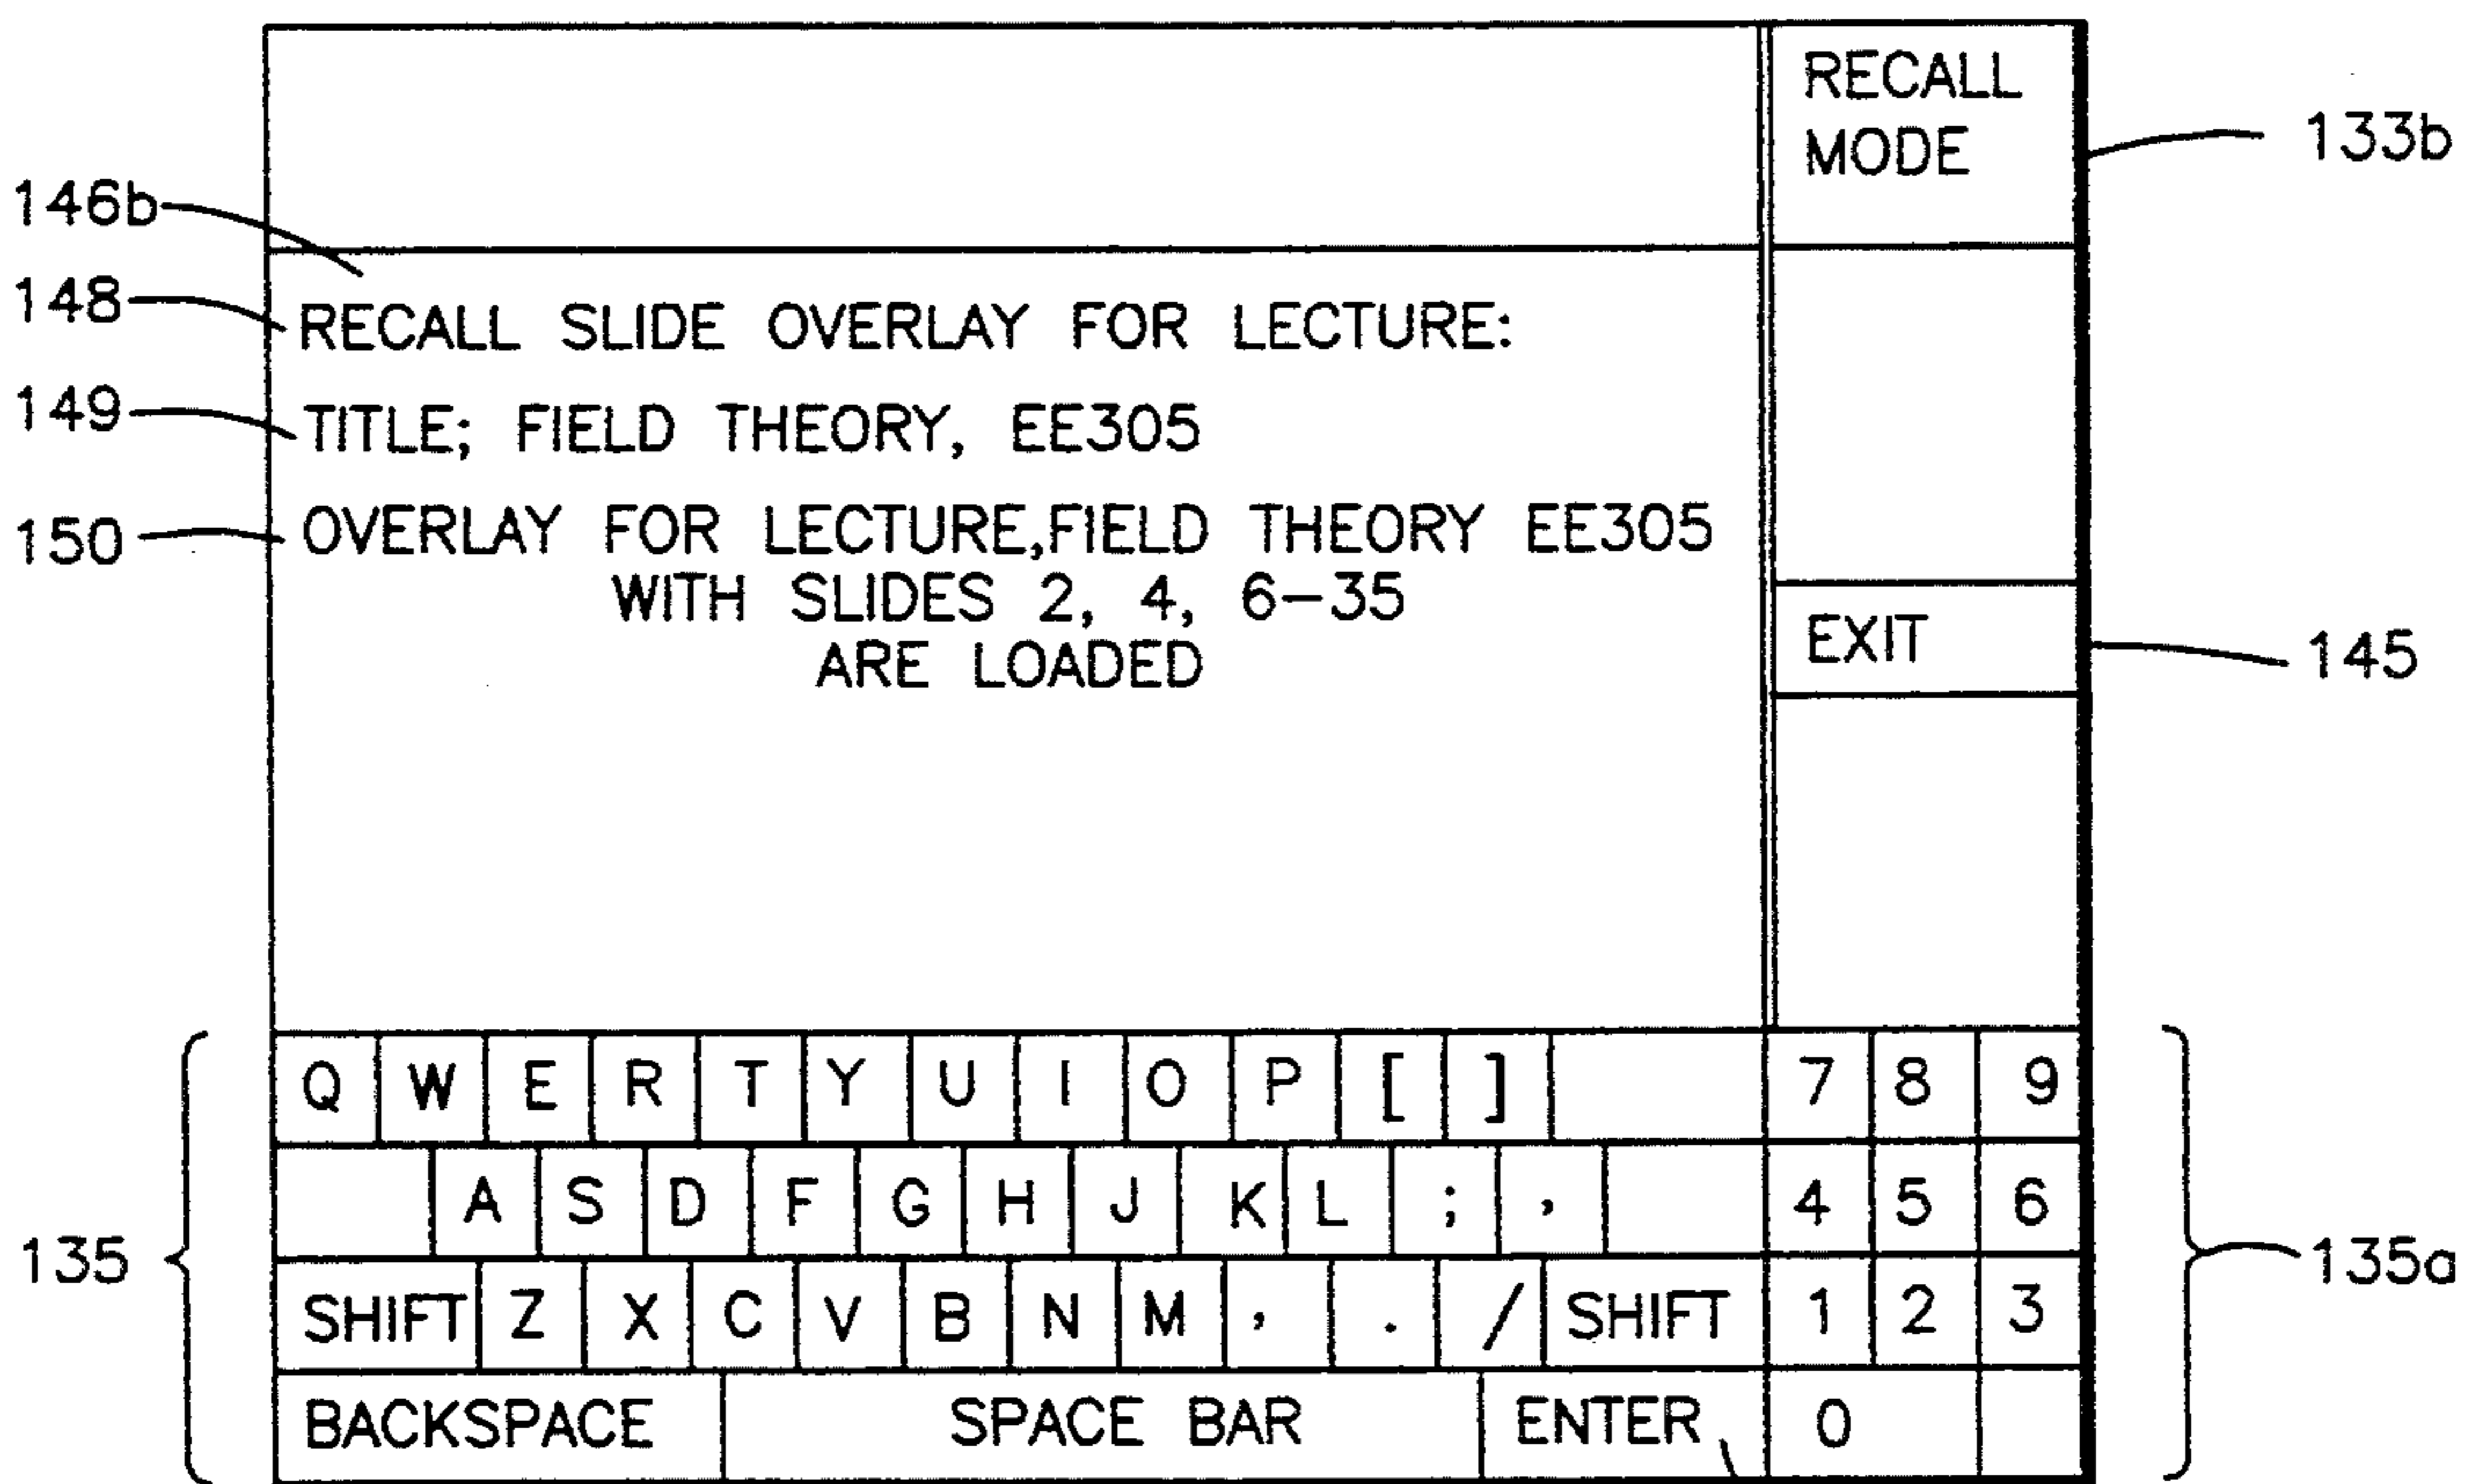 RECALL
MODE
133b
146b
148
RECALL SLIDE OVERLAY FOR LECTURE:
149
TITLE; FIELD THEORY, EE305
150
OVERLAY FOR LECTURE,FIELD THEORY EE305
WITH SLIDES 2, 4, 6-35
ARE LOADED
EXIT
145
Q W E R T Y U I O P [ ] 7 8 9
A S D F G H J K L ; , 4 5 6
135
135a
SHIFT Z X C V B N M , . / SHIFT 1 2 3
BACKSPACE SPACE BAR ENTER 0